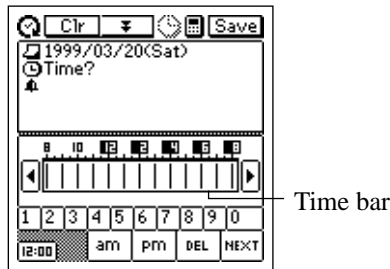 Clr Save
1999/03/20(Sat)
Time?
8 10 12 2 4 6 8
Time bar
1 2 3 4 5 6 7 8 9 0
12:00 am pm DEL NEXT